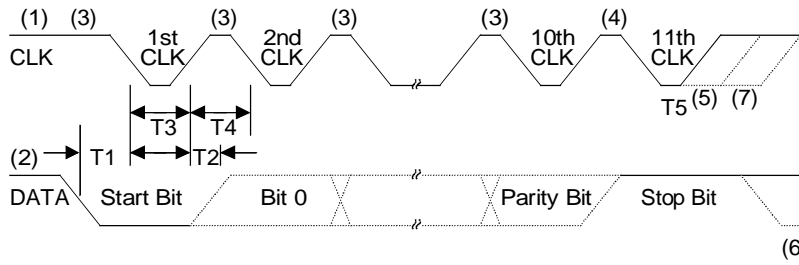 (1) (3) 1st (3) 2nd (3) (3) 10th (4) 11th
CLK CLK CLK CLK CLK
T5 (5) (7)
T3 T4
(2) T1 T2
DATA Start Bit Bit 0 Parity Bit Stop Bit
(6